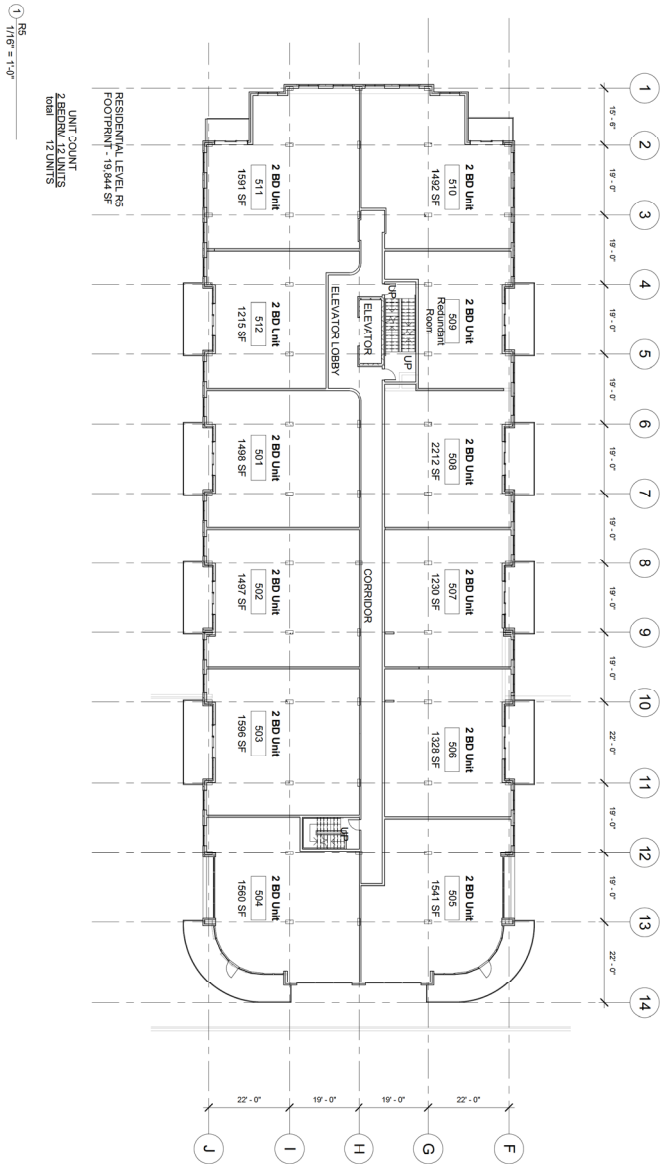 1 2 3 4 5 6 7 8 9 10 11 12 13 14
15' - 6" 19' - 0" 19' - 0" 19' - 0" 19' - 0" 19' - 0" 19' - 0" 19' - 0" 19' - 0" 22' - 0" 19' - 0" 19' - 0" 22' - 0"
F
22' - 0"
G
19' - 0"
H
19' - 0"
I
22' - 0"
J
2 BD Unit
510
1492 SF
2 BD Unit
509
Redundant
Room
2 BD Unit
508
2212 SF
2 BD Unit
507
1230 SF
2 BD Unit
506
1328 SF
2 BD Unit
505
1541 SF
UP
UP
ELEVATOR
CORRIDOR
ELEVATOR LOBBY
UP
2 BD Unit
511
1591 SF
2 BD Unit
512
1215 SF
2 BD Unit
501
1498 SF
2 BD Unit
502
1497 SF
2 BD Unit
503
1596 SF
2 BD Unit
504
1560 SF
RESIDENTIAL LEVEL R5
FOOTPRINT - 19,844 SF
UNIT COUNT
2 BEDRM 12 UNITS
total 12 UNITS
1 R5
1/16" = 1'-0"